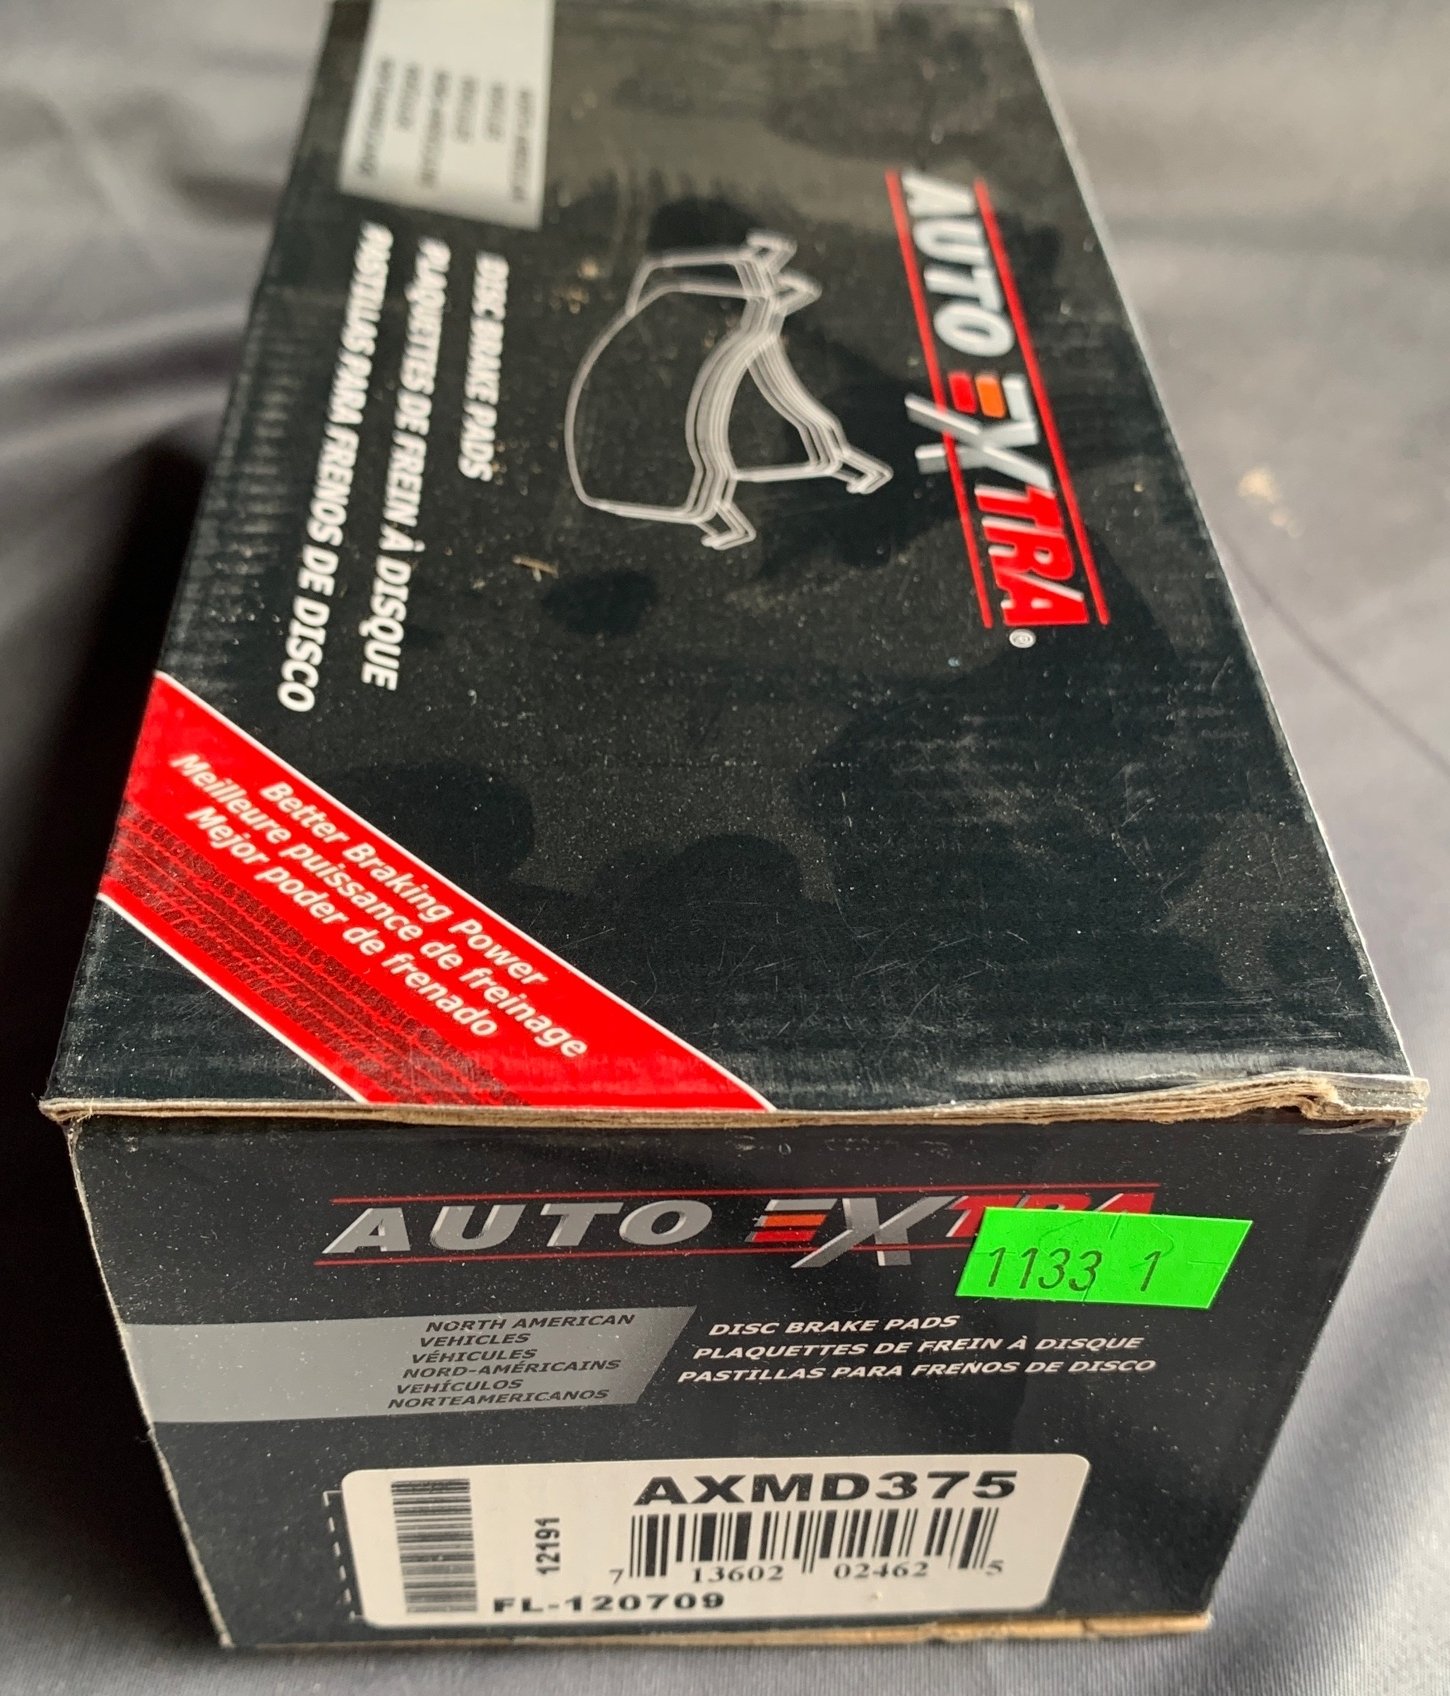 AUTO EXTRA®
DISC BRAKE PADS
PLAQUETTES DE FREIN À DISQUE
PASTILLAS PARA FRENOS DE DISCO
Better Braking Power
Meilleure puissance de freinage
Mejor poder de frenado
AUTO EXTRA
1133 1
NORTH AMERICAN
VEHICLES
VÉHICULES
NORD-AMÉRICAINS
VEHÍCULOS
NORTEAMERICANOS
DISC BRAKE PADS
PLAQUETTES DE FREIN À DISQUE
PASTILLAS PARA FRENOS DE DISCO
AXMD375
12191
7 13602 02462 5
FL-120709